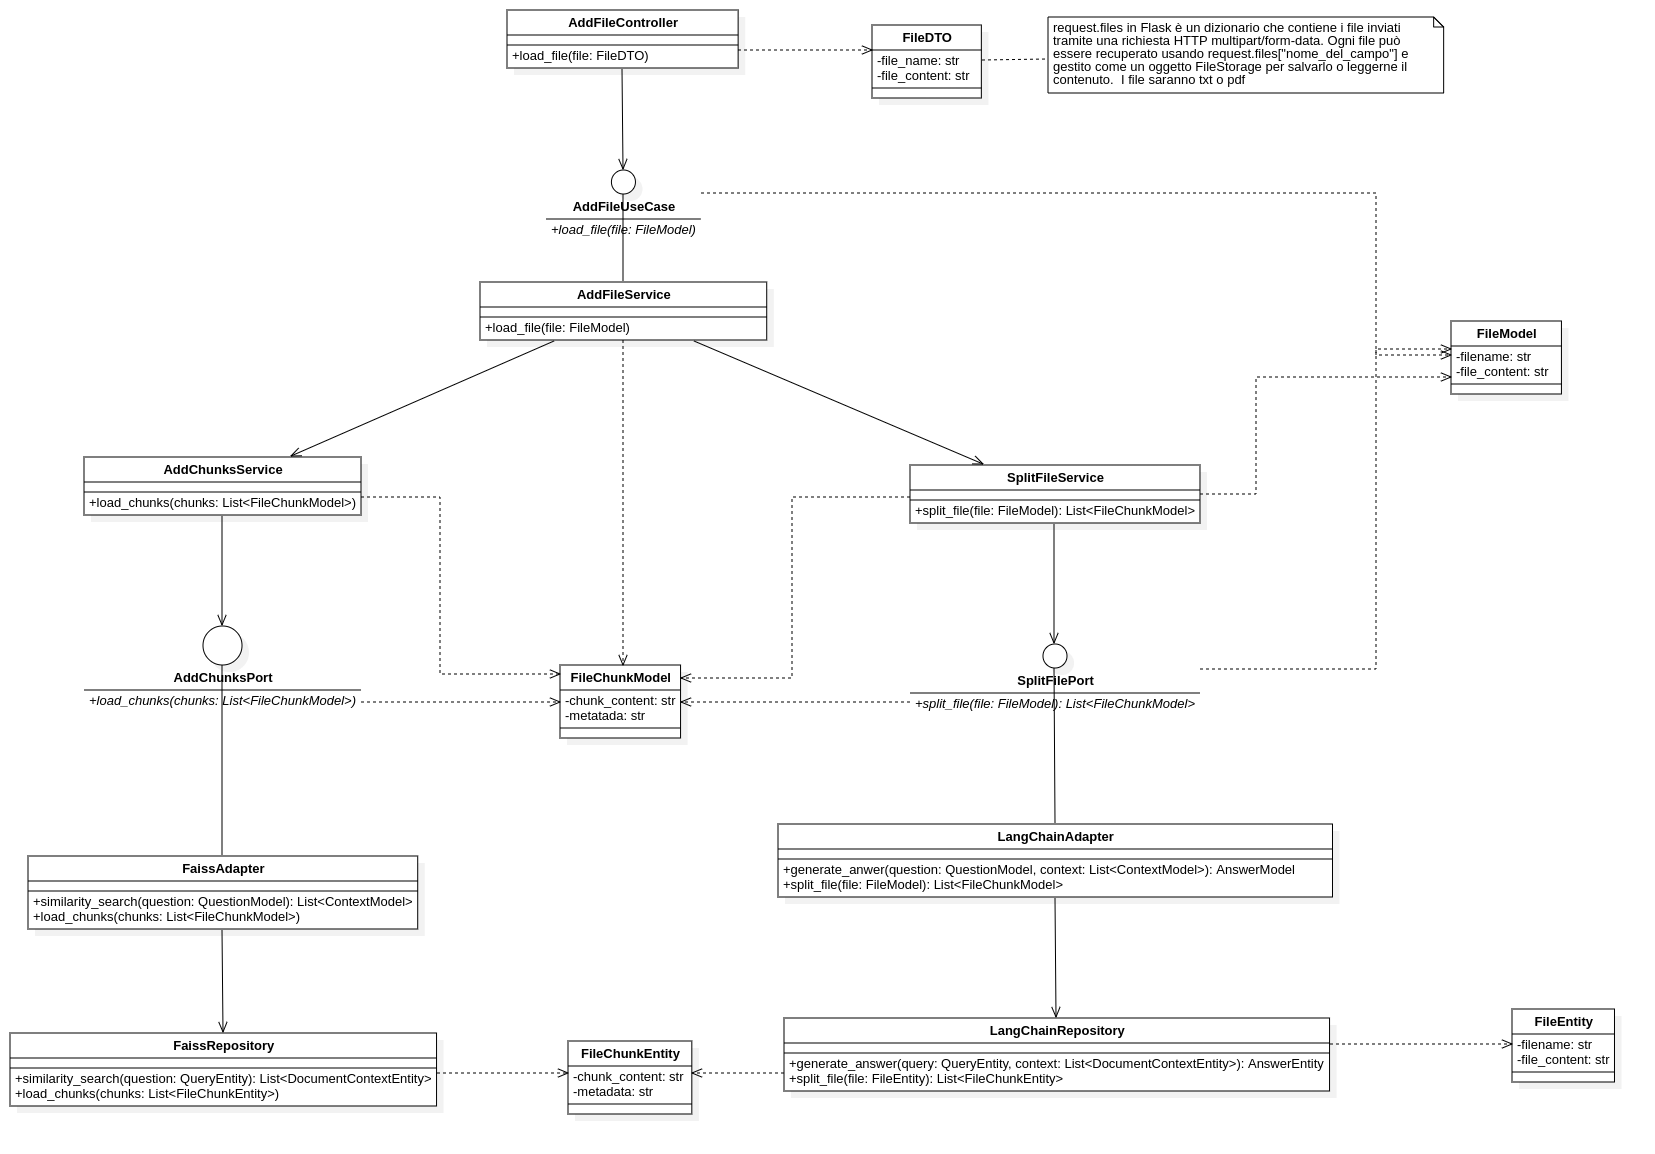 AddFileController
+load_file(file: FileDTO)
FileDTO
-file_name: str
-file_content: str
request.files in Flask è un dizionario che contiene i file inviati
tramite una richiesta HTTP multipart/form-data. Ogni file può
essere recuperato usando request.files["nome_del_campo"] e
gestito come un oggetto FileStorage per salvarlo o leggerne il
contenuto.  I file saranno txt o pdf
AddFileUseCase
+load_file(file: FileModel)
AddFileService
+load_file(file: FileModel)
FileModel
-filename: str
-file_content: str
AddChunksService
+load_chunks(chunks: List<FileChunkModel>)
SplitFileService
+split_file(file: FileModel): List<FileChunkModel>
AddChunksPort
+load_chunks(chunks: List<FileChunkModel>)
FileChunkModel
-chunk_content: str
-metatada: str
SplitFilePort
+split_file(file: FileModel): List<FileChunkModel>
LangChainAdapter
+generate_anwer(question: QuestionModel, context: List<ContextModel>): AnswerModel
+split_file(file: FileModel): List<FileChunkModel>
FaissAdapter
+similarity_search(question: QuestionModel): List<ContextModel>
+load_chunks(chunks: List<FileChunkModel>)
FaissRepository
+similarity_search(question: QueryEntity): List<DocumentContextEntity>
+load_chunks(chunks: List<FileChunkEntity>)
FileChunkEntity
-chunk_content: str
-metadata: str
LangChainRepository
+generate_answer(query: QueryEntity, context: List<DocumentContextEntity>): AnswerEntity
+split_file(file: FileEntity): List<FileChunkEntity>
FileEntity
-filename: str
-file_content: str